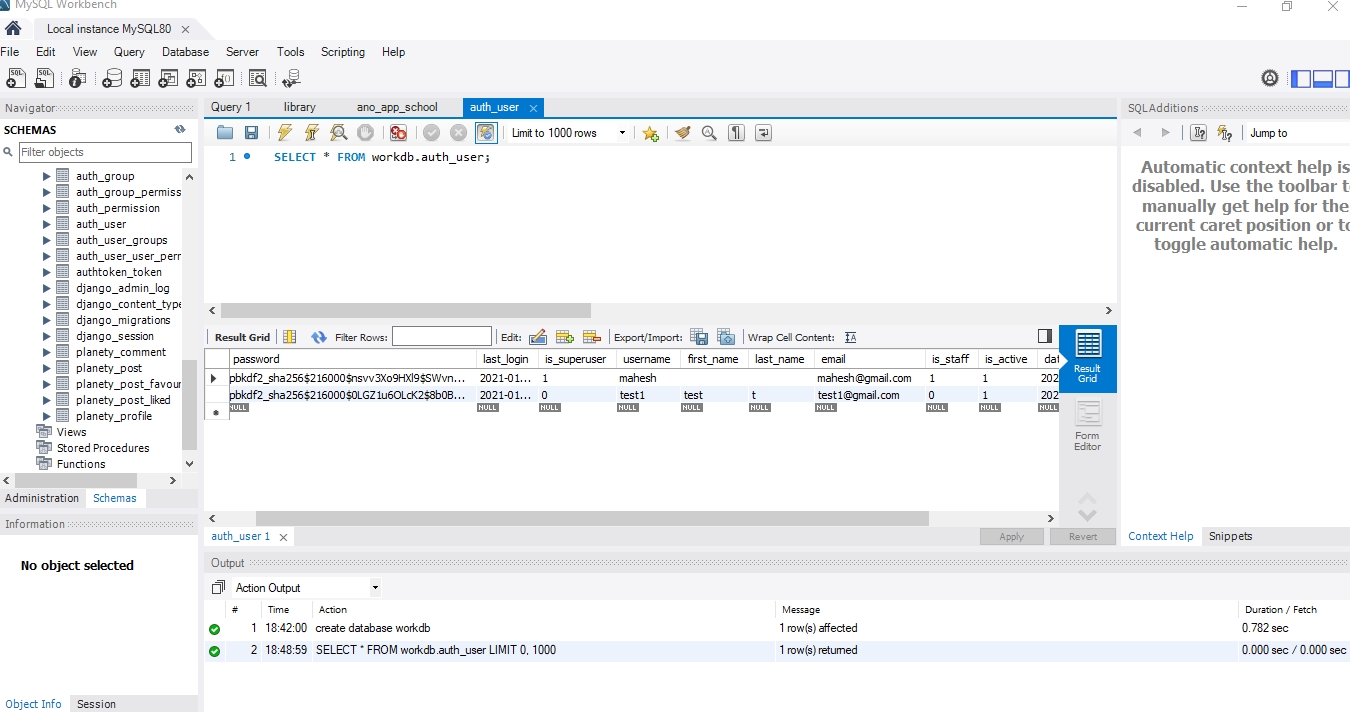 MySQL Workbench
Local instance MySQL80
File Edit View Query Database Server Tools Scripting Help
Navigator
SCHEMAS
Filter objects
auth_group
auth_group_permiss
auth_permission
auth_user
auth_user_groups
auth_user_user_perr
authtoken_token
django_admin_log
django_content_type
django_migrations
django_session
planety_comment
planety_post
planety_post_favour
planety_post_liked
planety_profile
Views
Stored Procedures
Functions
Administration Schemas
Information
No object selected
Object Info Session
Query 1 library ano_app_school auth_user
Limit to 1000 rows
1 SELECT * FROM workdb.auth_user;
Result Grid Filter Rows: Edit: Export/Import: Wrap Cell Content:
password last_login is_superuser username first_name last_name email is_staff is_active dat
pbkdf2_sha256$216000$nsvv3Xo9HXl9$SWvn... 2021-01... 1 mahesh mahesh@gmail.com 1 1 202
pbkdf2_sha256$216000$0LGZ1u6OLcK2$8b0B... 2021-01... 0 test1 test t test1@gmail.com 0 1 202
NULL NULL NULL NULL NULL NULL NULL NULL NULL NULL
Result Grid
Form Editor
auth_user 1
Apply Revert
SQLAdditions
Jump to
Automatic context help is
disabled. Use the toolbar t
manually get help for the
current caret position or to
toggle automatic help.
Context Help Snippets
Output
Action Output
# Time Action Message Duration / Fetch
1 18:42:00 create database workdb 1 row(s) affected 0.782 sec
2 18:48:59 SELECT * FROM workdb.auth_user LIMIT 0, 1000 1 row(s) returned 0.000 sec / 0.000 sec